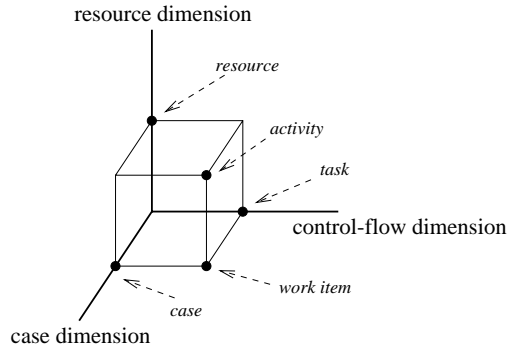 resource dimension
resource
activity
task
control-flow dimension
work item
case
case dimension